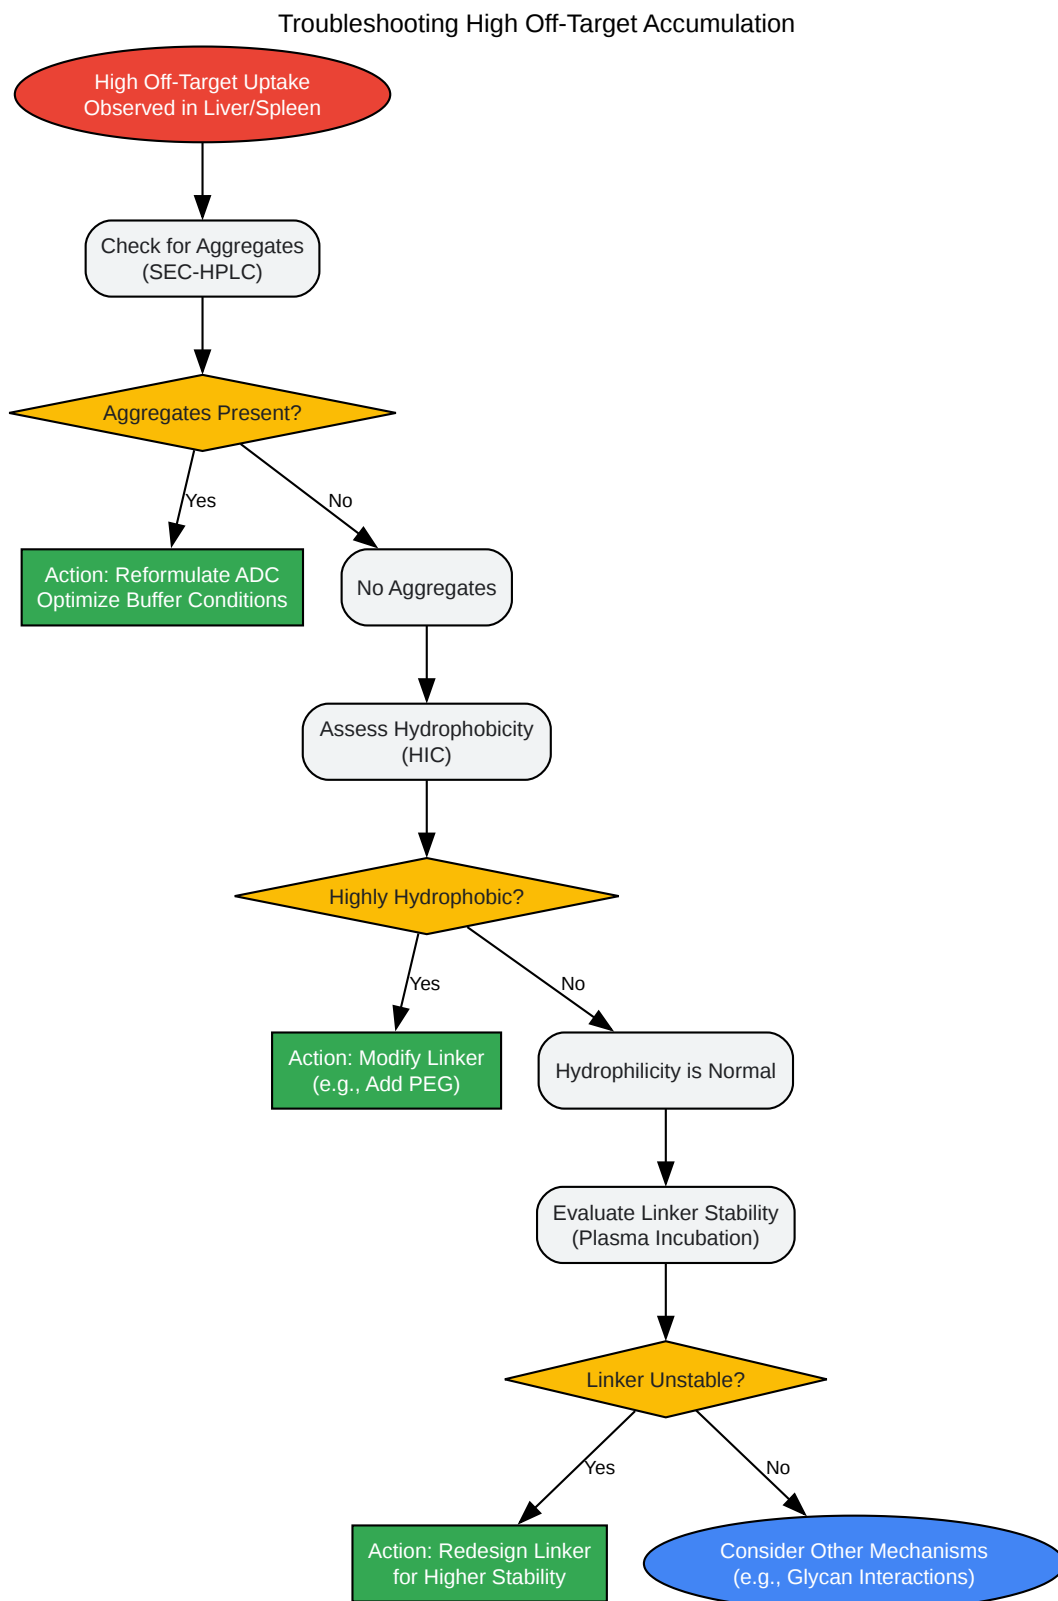 Troubleshooting High Off-Target Accumulation
High Off-Target Uptake
Observed in Liver/Spleen
Check for Aggregates
(SEC-HPLC)
Aggregates Present?
Yes
No
Action: Reformulate ADC
Optimize Buffer Conditions
No Aggregates
Assess Hydrophobicity
(HIC)
Highly Hydrophobic?
Yes
No
Action: Modify Linker
(e.g., Add PEG)
Hydrophilicity is Normal
Evaluate Linker Stability
(Plasma Incubation)
Linker Unstable?
Yes
No
Action: Redesign Linker
for Higher Stability
Consider Other Mechanisms
(e.g., Glycan Interactions)